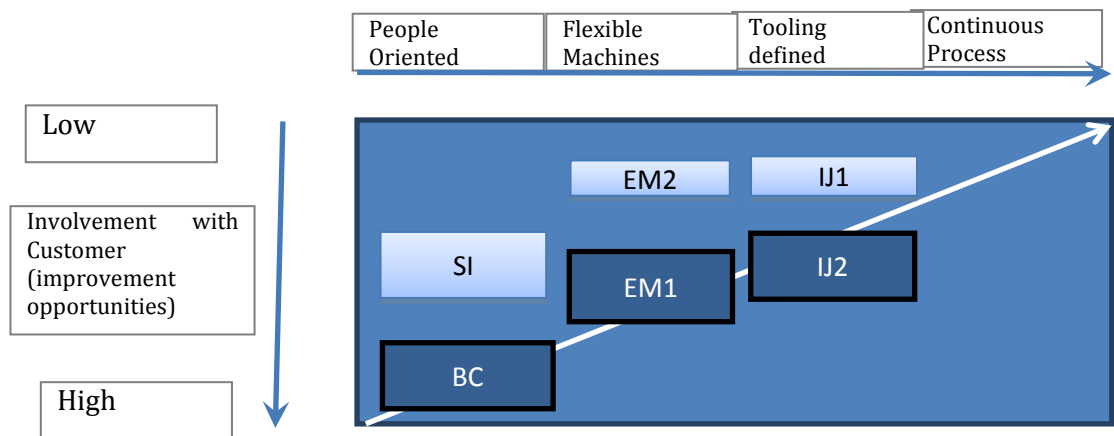 People
Oriented
Flexible
Machines
Tooling
defined
Continuous
Process
Low
EM2
IJ1
Involvement with
Customer
(improvement
opportunities)
SI
EM1
IJ2
BC
High